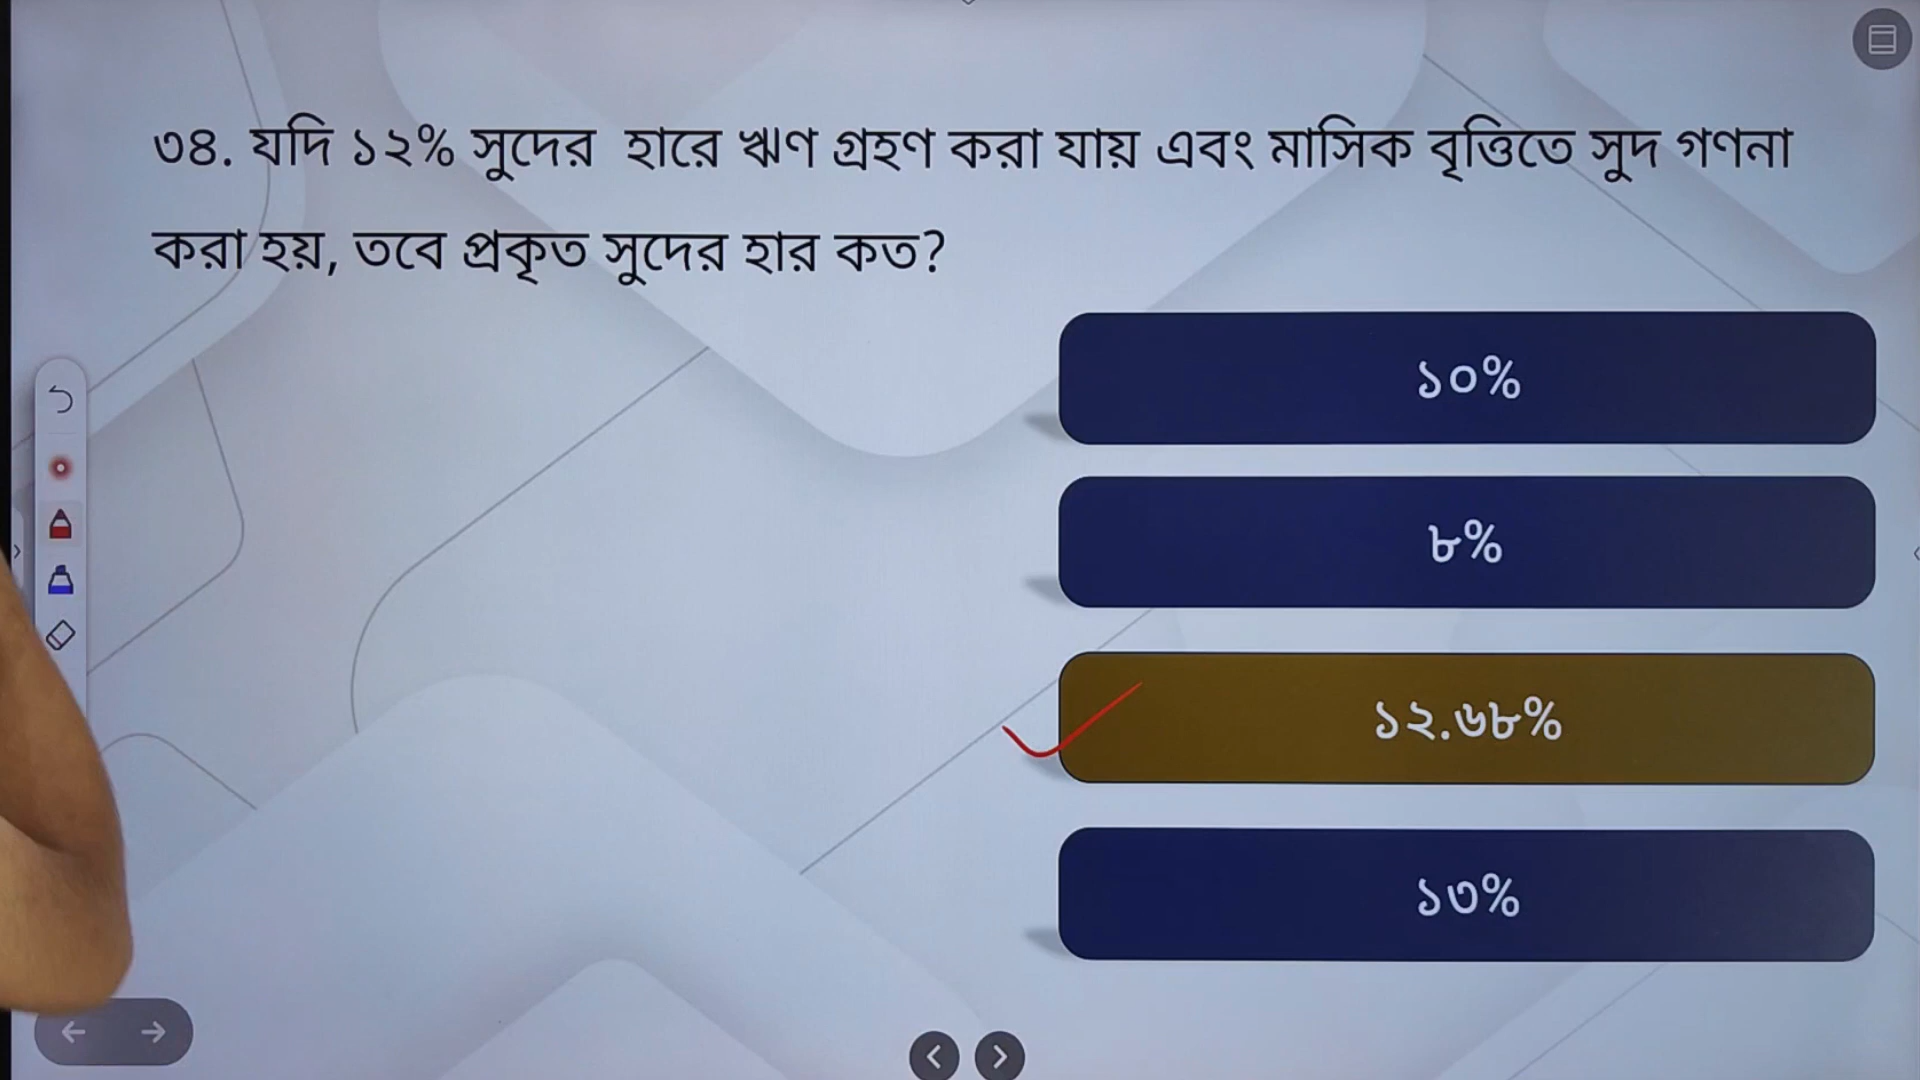 ৩৪. যদি ১২% সুদের হারে ঋণ গ্রহণ করা যায় এবং মাসিক বৃত্তিতে সুদ গণনা
করা হয়, তবে প্রকৃত সুদের হার কত?
১০%
৮%
১২.৬৮%
১৩%